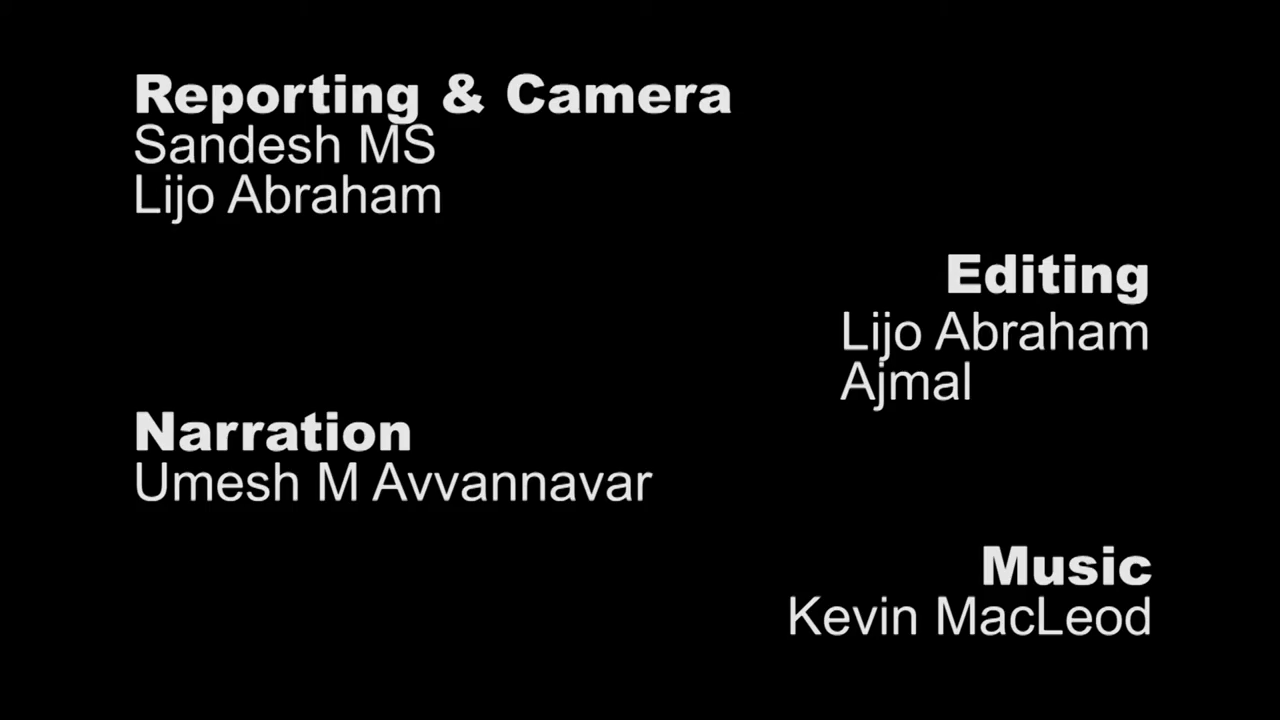 Reporting & Camera
Sandesh MS
Lijo Abraham
Editing
Lijo Abraham
Ajmal
Narration
Umesh M Avvannavar
Music
Kevin MacLeod